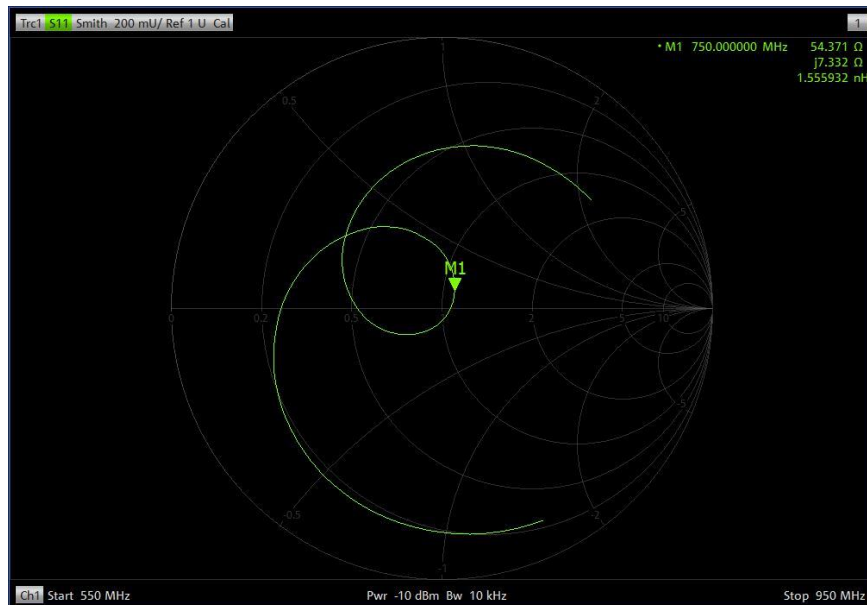 Trc1 S11 Smith 200 mU/ Ref 1 U Cal
1
• M1 750.000000 MHz 54.371 Ω
j7.332 Ω
1.555932 nH
1
0.5
2
5
M1
0 0.2 0.5 1 2 5 10
-5
-0.5
-2
-1
Ch1 Start 550 MHz Pwr -10 dBm Bw 10 kHz Stop 950 MHz